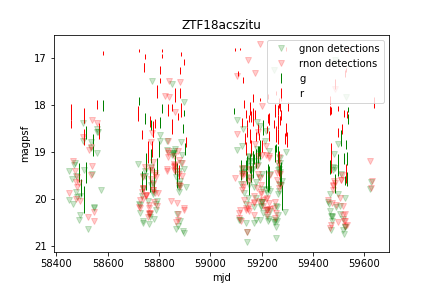 ZTF18acszitu
gnon detections
rnon detections
g
r
17
18
19
20
21
magpsf
58400 58600 58800 59000 59200 59400 59600
mjd